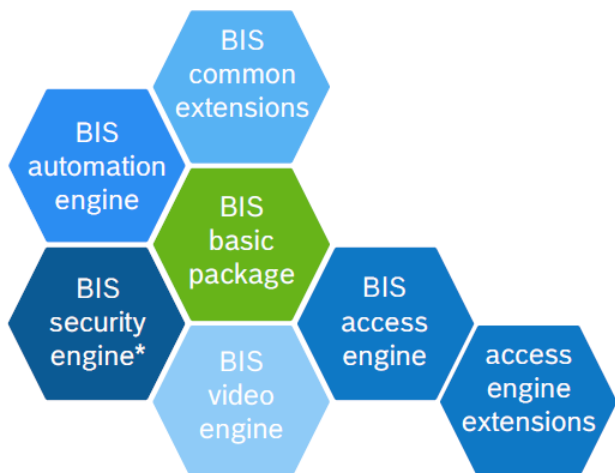 BIS
common
extensions
BIS
automation
engine
BIS
basic
package
BIS
security
engine*
BIS
access
engine
BIS
video
engine
access
engine
extensions